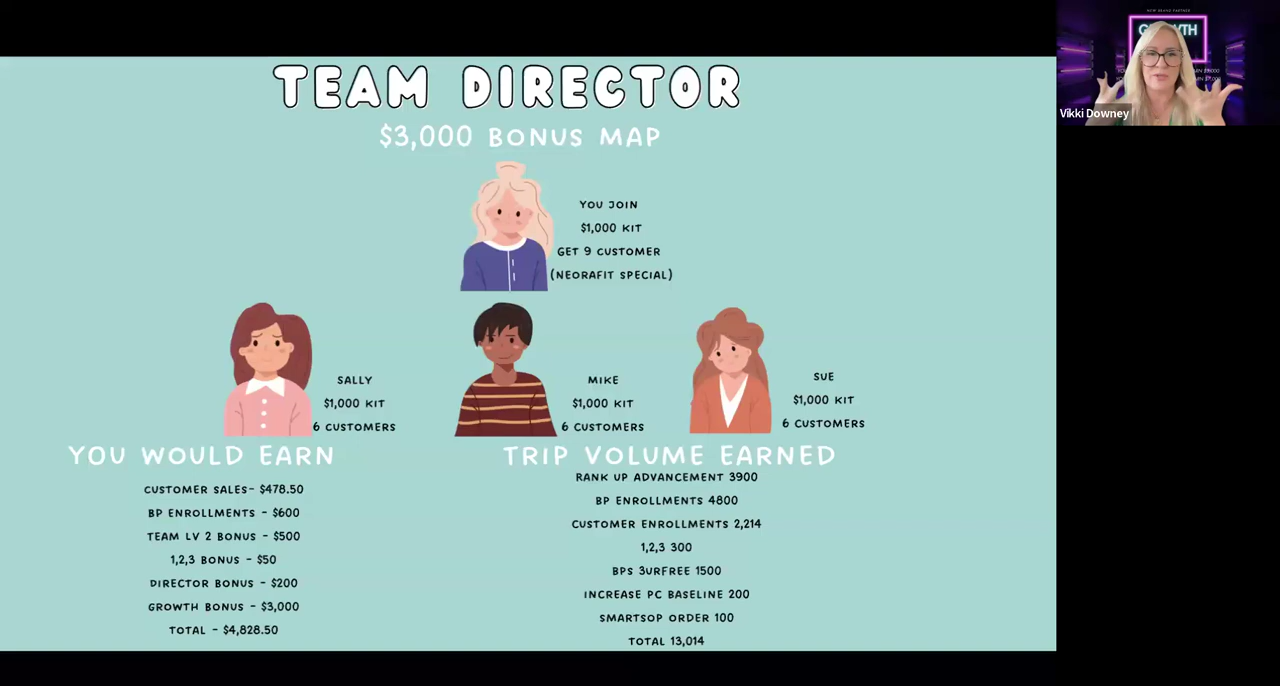 TEAM DIRECTOR
$3,000 BONUS MAP
YOU JOIN
$1,000 KIT
GET 9 CUSTOMER
(NEORAFIT SPECIAL)
SALLY
$1,000 KIT
6 CUSTOMERS
MIKE
$1,000 KIT
6 CUSTOMERS
SUE
$1,000 KIT
6 CUSTOMERS
YOU WOULD EARN
CUSTOMER SALES- $478.50
BP ENROLLMENTS - $600
TEAM LV 2 BONUS - $500
1,2,3 BONUS - $50
DIRECTOR BONUS - $200
GROWTH BONUS - $3,000
TOTAL - $4,828.50
TRIP VOLUME EARNED
RANK UP ADVANCEMENT 3900
BP ENROLLMENTS 4800
CUSTOMER ENROLLMENTS 2,214
1,2,3 300
BPS 3URFREE 1500
INCREASE PC BASELINE 200
SMARTSOP ORDER 100
TOTAL 13,014
NEW BRAND PARTNER
Vikki Downey